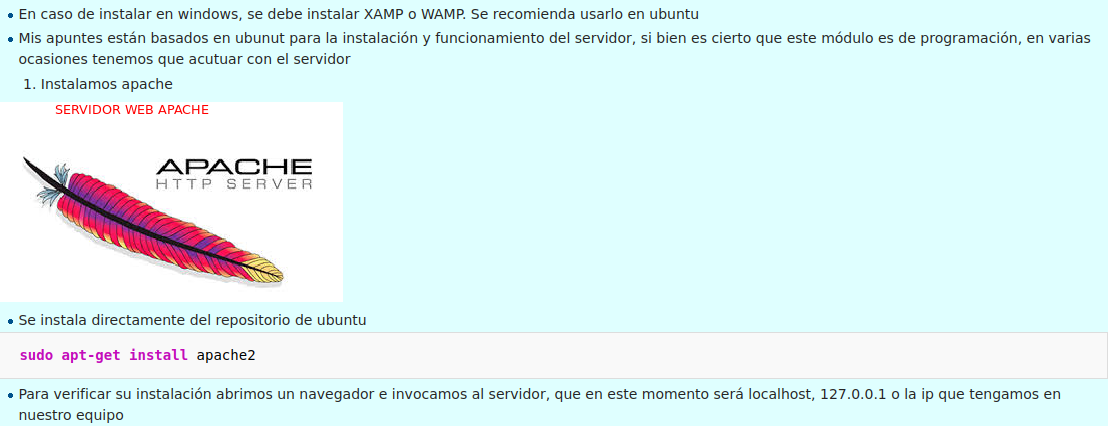 En caso de instalar en windows, se debe instalar XAMP o WAMP. Se recomienda usarlo en ubuntu
Mis apuntes están basados en ubunut para la instalación y funcionamiento del servidor, si bien es cierto que este módulo es de programación, en varias
ocasiones tenemos que acutuar con el servidor
1. Instalamos apache
SERVIDOR WEB APACHE
APACHE
HTTP SERVER
Se instala directamente del repositorio de ubuntu
sudo apt-get install apache2
Para verificar su instalación abrimos un navegador e invocamos al servidor, que en este momento será localhost, 127.0.0.1 o la ip que tengamos en
nuestro equipo